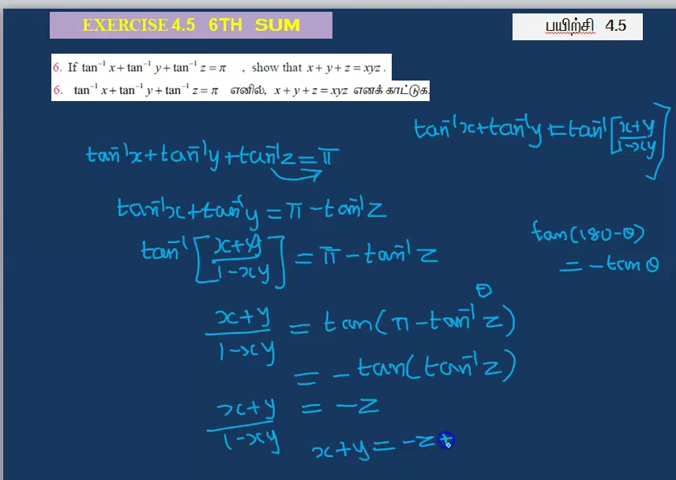 EXERCISE 4.5 6TH SUM
பயிற்சி 4.5
6. If tan⁻¹ x + tan⁻¹ y + tan⁻¹ z = π , show that x + y + z = xyz .
6. tan⁻¹ x + tan⁻¹ y + tan⁻¹ z = π எனில், x + y + z = xyz எனக் காட்டுக.
tan⁻¹x + tan⁻¹y = tan⁻¹[x+y/1-xy]
tan⁻¹x + tan⁻¹y + tan⁻¹z = π
tan⁻¹x + tan⁻¹y = π - tan⁻¹z
tan⁻¹[x+y/1-xy] = π - tan⁻¹z
tan(180-θ)
= -tan θ
θ
x+y/1-xy = tan(π - tan⁻¹z)
= -tan(tan⁻¹z)
x+y/1-xy = -z
x+y = -z+